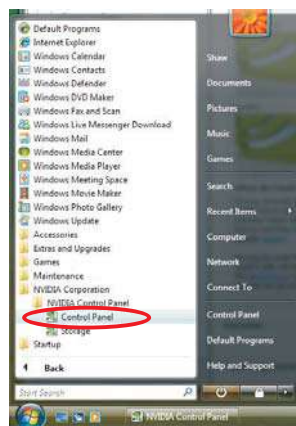 Default Programs
Internet Explorer
Windows Calendar
Windows Contacts
Windows Defender
Windows DVD Maker
Windows Fax and Scan
Windows Live Messenger Download
Windows Mail
Windows Media Center
Windows Media Player
Windows Meeting Space
Windows Movie Maker
Windows Photo Gallery
Windows Update
Accessories
Extras and Upgrades
Games
Maintenance
NVIDIA Corporation
NVIDIA Control Panel
Control Panel
Storage
Startup
Back
Start Search
Shaw
Documents
Pictures
Music
Games
Search
Recent Items
Computer
Network
Connect To
Control Panel
Default Programs
Help and Support
NVIDIA Control Panel